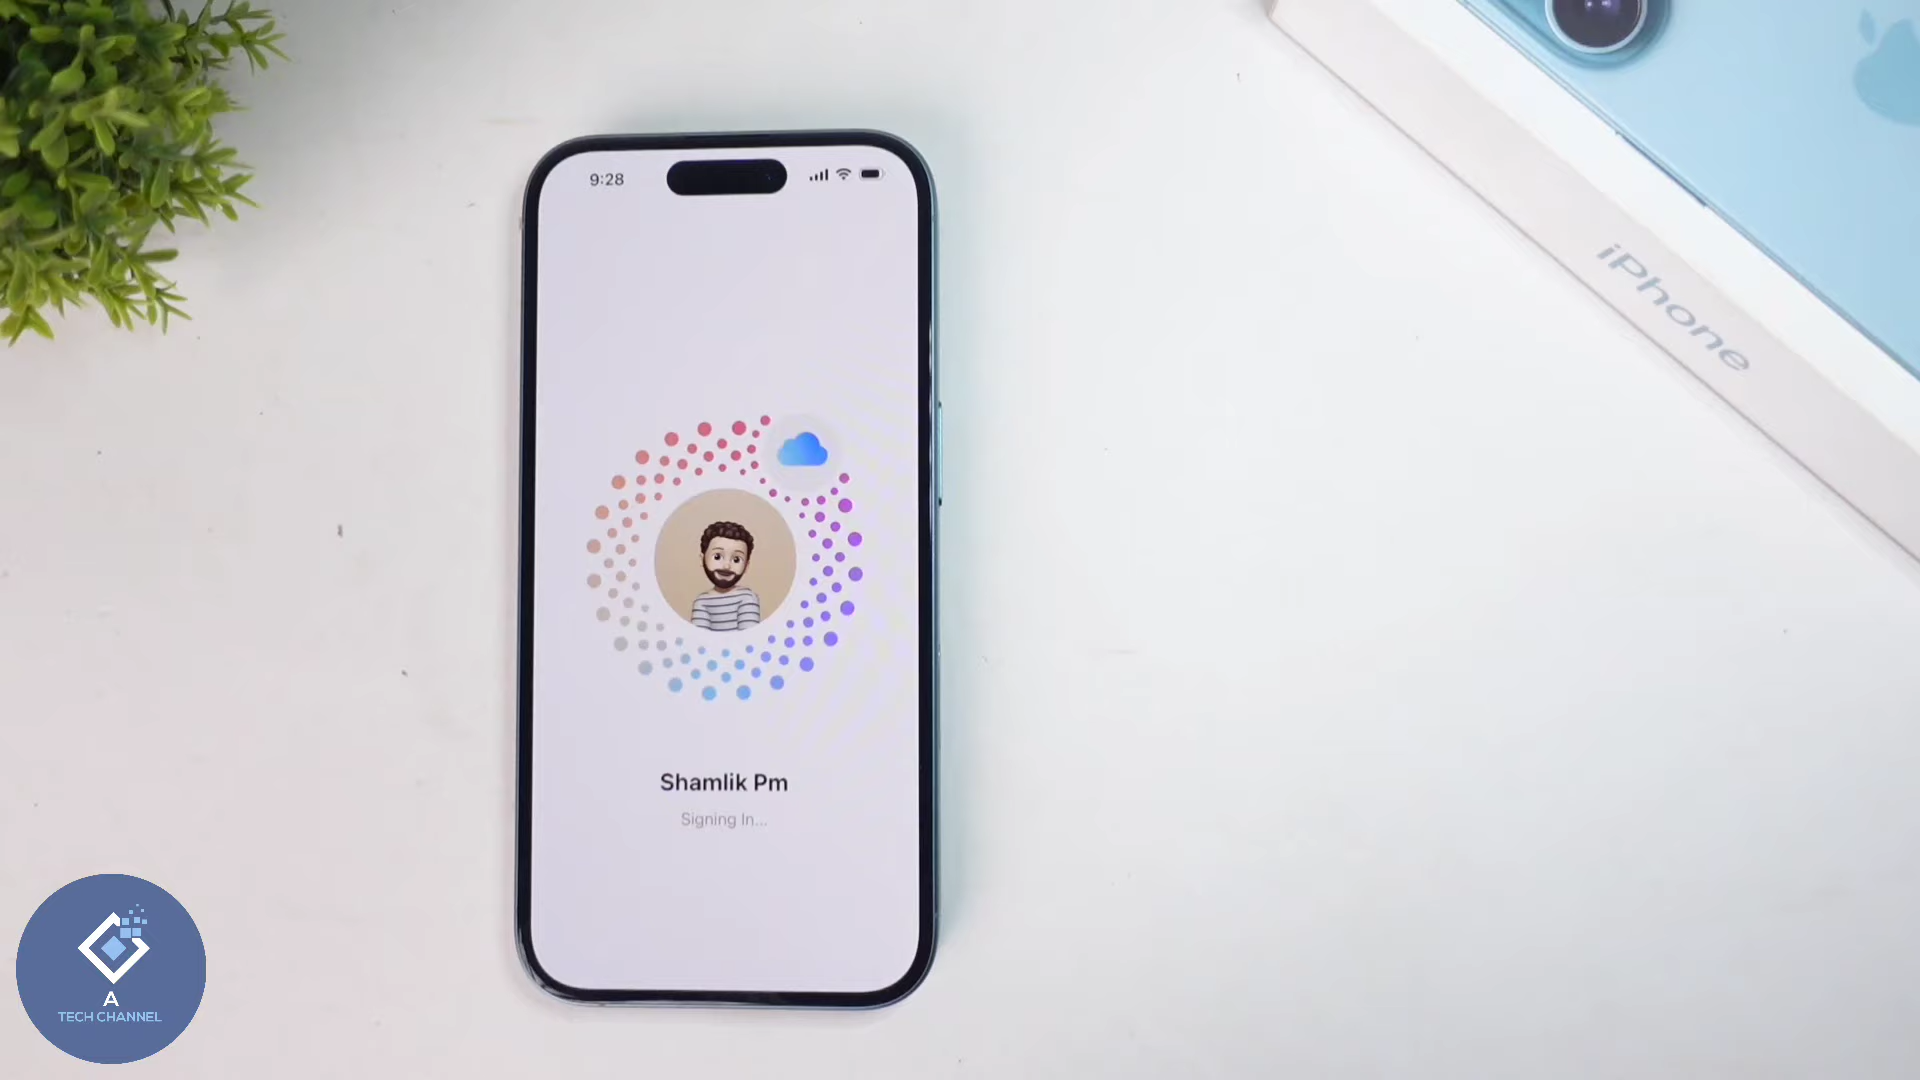 9:28
iPhone
Shamlik Pm
Signing In...
A
TECH CHANNEL